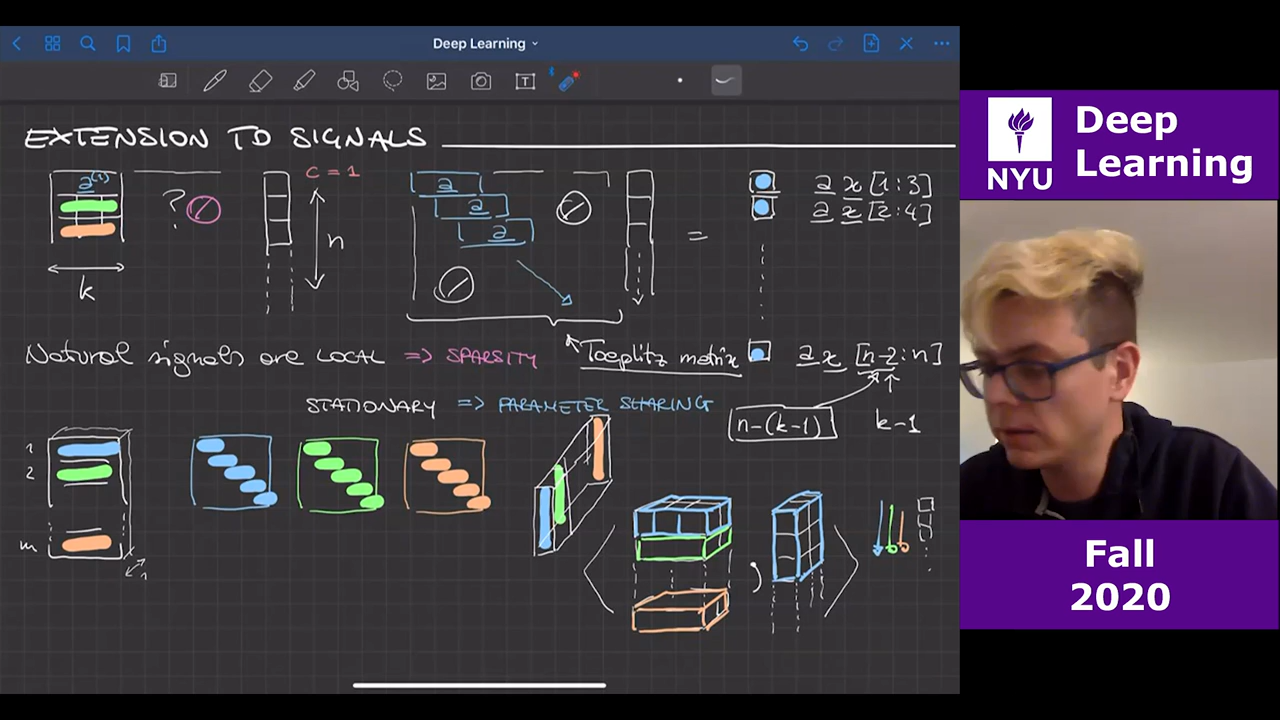 Deep Learning
EXTENSION TO SIGNALS
a(1)
?
k
C = 1
n
a
a
a
=
a x [1:3]
a x [2:4]
a x [n-2:n]
Natural signals are LOCAL => SPARSITY
Toeplitz matrix
STATIONARY => PARAMETER SHARING
n-(k-1)
k-1
1
2
m
1
NYU
Deep
Learning
Fall
2020